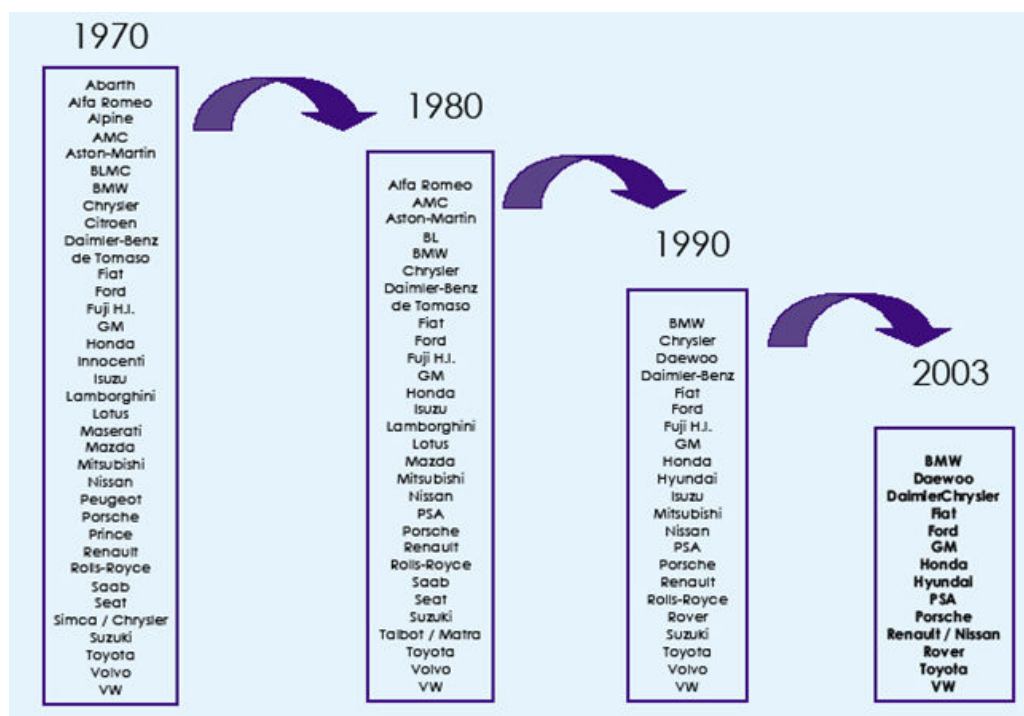 1970
Abarth
Alfa Romeo
Alpine
AMC
Aston-Martin
BLMC
BMW
Chrysler
Citroen
Daimler-Benz
de Tomaso
Fiat
Ford
Fuji H.I.
GM
Honda
Innocenti
Isuzu
Lamborghini
Lotus
Maserati
Mazda
Mitsubishi
Nissan
Peugeot
Porsche
Prince
Renault
Rolls-Royce
Saab
Seat
Simca / Chrysler
Suzuki
Toyota
Volvo
VW
1980
Alfa Romeo
AMC
Aston-Martin
BL
BMW
Chrysler
Daimler-Benz
de Tomaso
Fiat
Ford
Fuji H.I.
GM
Honda
Isuzu
Lamborghini
Lotus
Mazda
Mitsubishi
Nissan
PSA
Porsche
Renault
Rolls-Royce
Saab
Seat
Suzuki
Talbot / Matra
Toyota
Volvo
VW
1990
BMW
Chrysler
Daewoo
Daimler-Benz
Fiat
Ford
Fuji H.I.
GM
Honda
Hyundai
Isuzu
Mitsubishi
Nissan
PSA
Porsche
Renault
Rolls-Royce
Rover
Suzuki
Toyota
Volvo
VW
2003
BMW
Daewoo
DaimlerChrysler
Fiat
Ford
GM
Honda
Hyundai
PSA
Porsche
Renault / Nissan
Rover
Toyota
VW